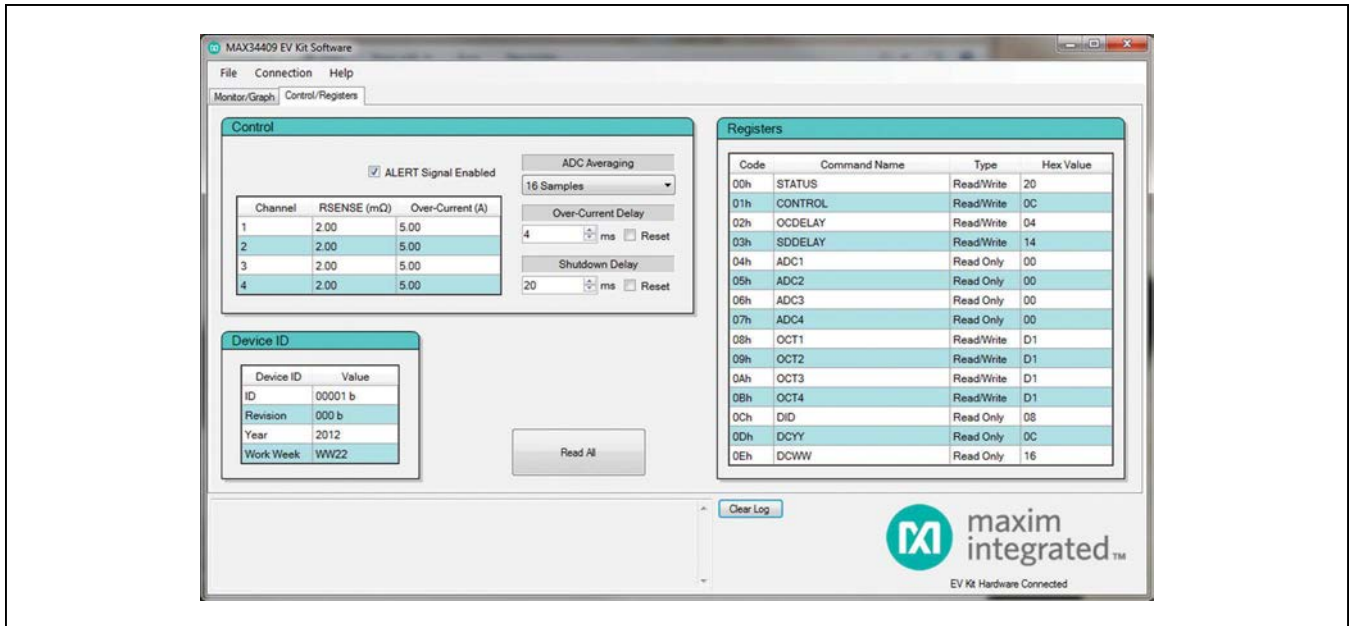 MAX34409 EV Kit Software
File Connection Help
Monitor/Graph Control/Registers
Control
ALERT Signal Enabled
Channel RSENSE (mΩ) Over-Current (A)
1 2.00 5.00
2 2.00 5.00
3 2.00 5.00
4 2.00 5.00
ADC Averaging
16 Samples
Over-Current Delay
4 ms Reset
Shutdown Delay
20 ms Reset
Device ID
Device ID Value
ID 00001 b
Revision 000 b
Year 2012
Work Week WW22
Read All
Registers
Code Command Name Type Hex Value
00h STATUS Read/Write 20
01h CONTROL Read/Write 0C
02h OCDELAY Read/Write 04
03h SDDELAY Read/Write 14
04h ADC1 Read Only 00
05h ADC2 Read Only 00
06h ADC3 Read Only 00
07h ADC4 Read Only 00
08h OCT1 Read/Write D1
09h OCT2 Read/Write D1
0Ah OCT3 Read/Write D1
0Bh OCT4 Read/Write D1
0Ch DID Read Only 08
0Dh DCYY Read Only 0C
0Eh DCWW Read Only 16
Clear Log
maxim
integrated™
EV Kit Hardware Connected